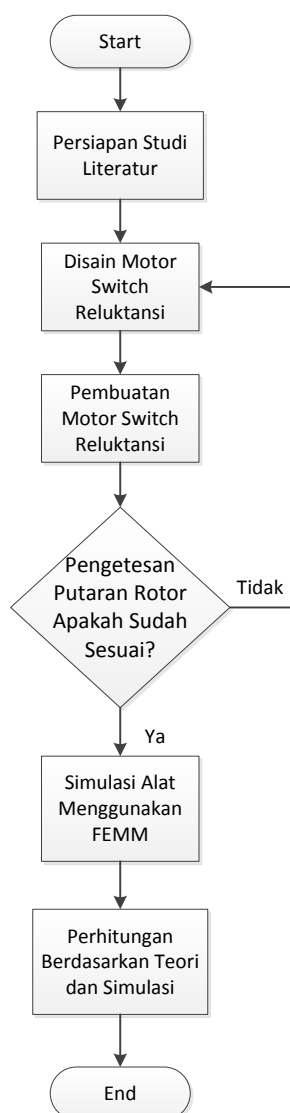 Start
Persiapan Studi
Literatur
Disain Motor
Switch
Reluktansi
Pembuatan
Motor Switch
Reluktansi
Pengetesan
Putaran Rotor
Apakah Sudah
Sesuai?
Tidak
Ya
Simulasi Alat
Menggunakan
FEMM
Perhitungan
Berdasarkan Teori
dan Simulasi
End